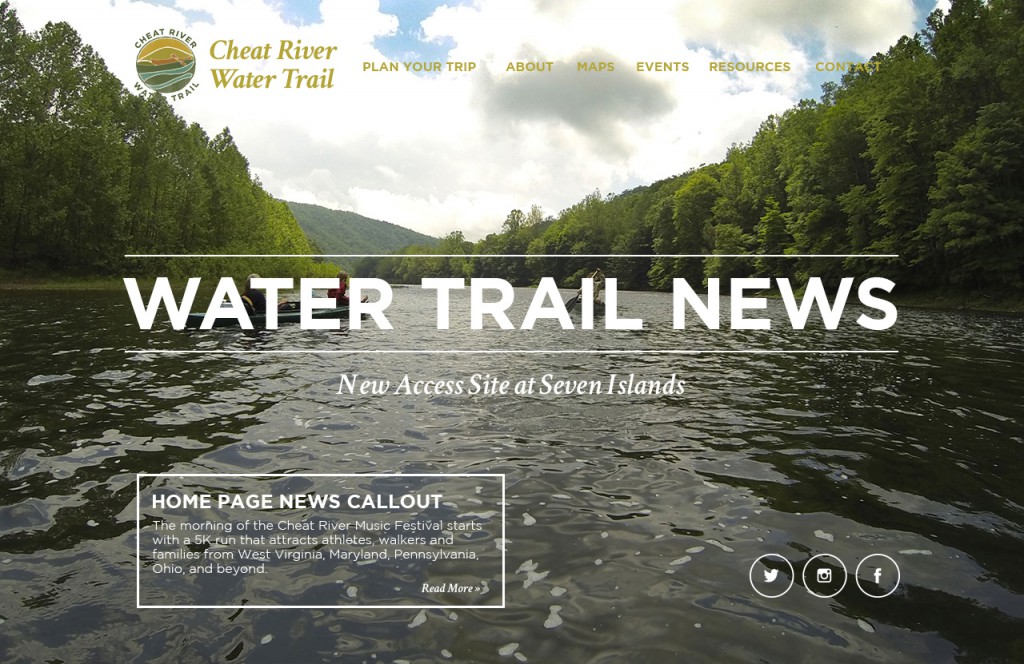 CHEAT RIVER
WATER TRAIL
Cheat River
Water Trail
PLAN YOUR TRIP ABOUT MAPS EVENTS RESOURCES CONTACT
WATER TRAIL NEWS
New Access Site at Seven Islands
HOME PAGE NEWS CALLOUT
The morning of the Cheat River Music Festival starts
with a 5K run that attracts athletes, walkers and
families from West Virginia, Maryland, Pennsylvania,
Ohio, and beyond.
Read More »